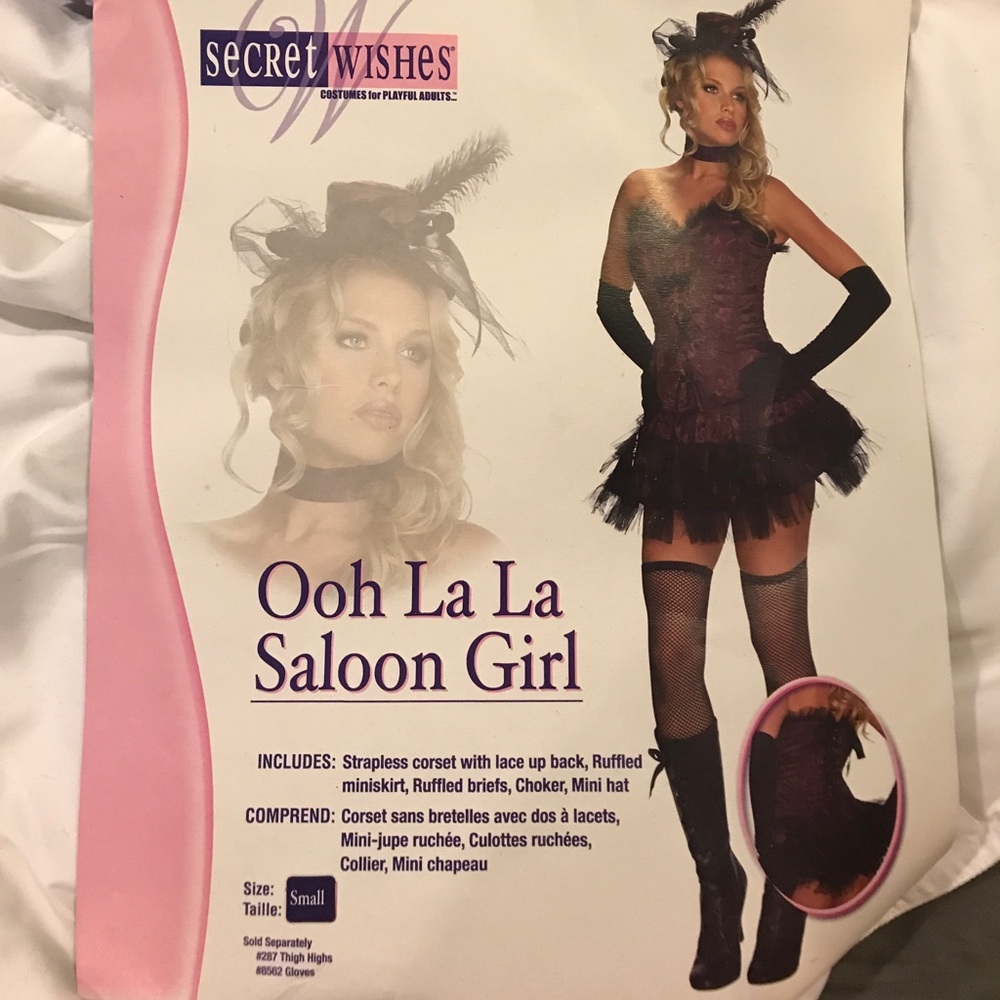 SECRET WISHES®
COSTUMES for PLAYFUL ADULTS...™
Ooh La La
Saloon Girl
INCLUDES: Strapless corset with lace up back, Ruffled
miniskirt, Ruffled briefs, Choker, Mini hat
COMPREND: Corset sans bretelles avec dos à lacets,
Mini-jupe ruchée, Culottes ruchées,
Collier, Mini chapeau
Size:
Taille: Small
Sold Separately
#287 Thigh Highs
#8562 Gloves